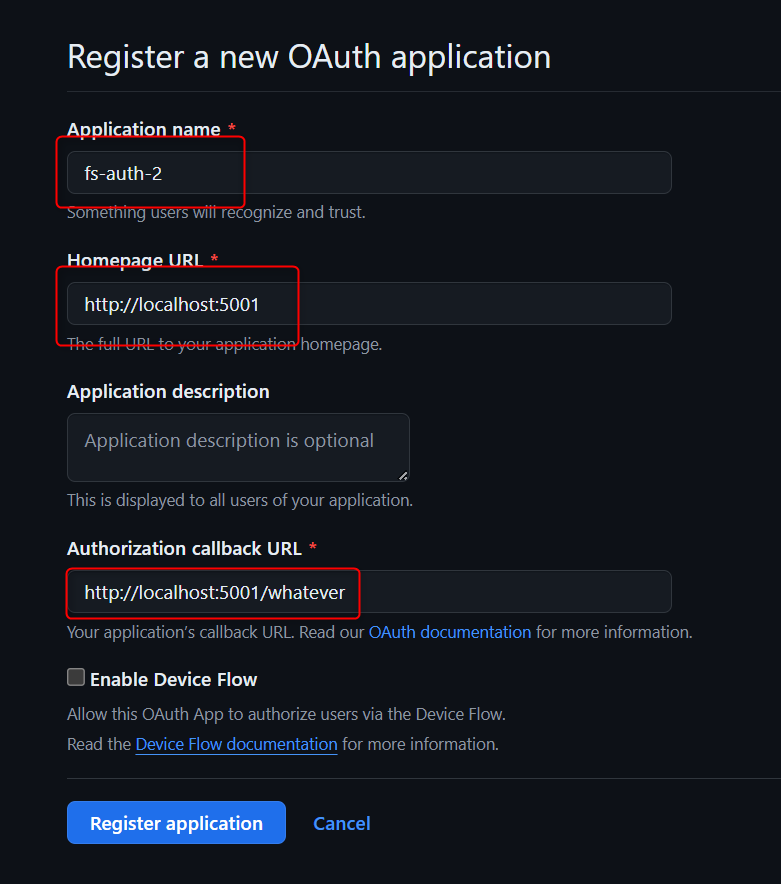 Register a new OAuth application
Application name *
fs-auth-2
Something users will recognize and trust.
Homepage URL *
http://localhost:5001
The full URL to your application homepage.
Application description
Application description is optional
This is displayed to all users of your application.
Authorization callback URL *
http://localhost:5001/whatever
Your application’s callback URL. Read our OAuth documentation for more information.
Enable Device Flow
Allow this OAuth App to authorize users via the Device Flow.
Read the Device Flow documentation for more information.
Register application Cancel